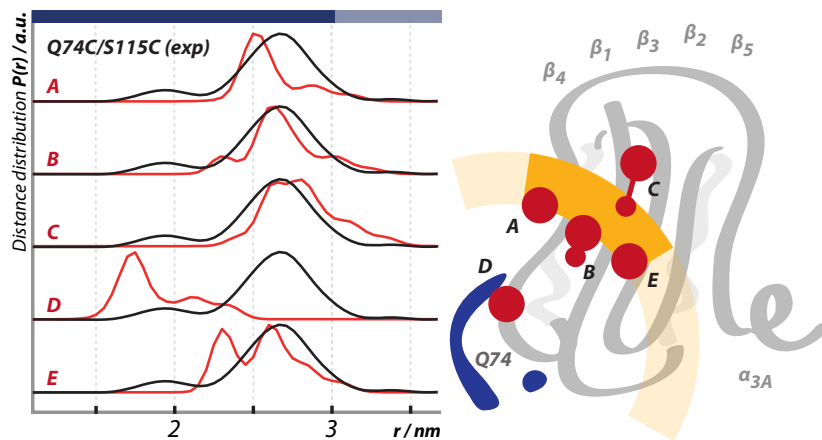 Distance distribution P(r) / a.u.
Q74C/S115C (exp)
A
B
C
D
E
2
3
r / nm
β4
β1
β3
β2
β5
A
B
C
D
E
Q74
α3A